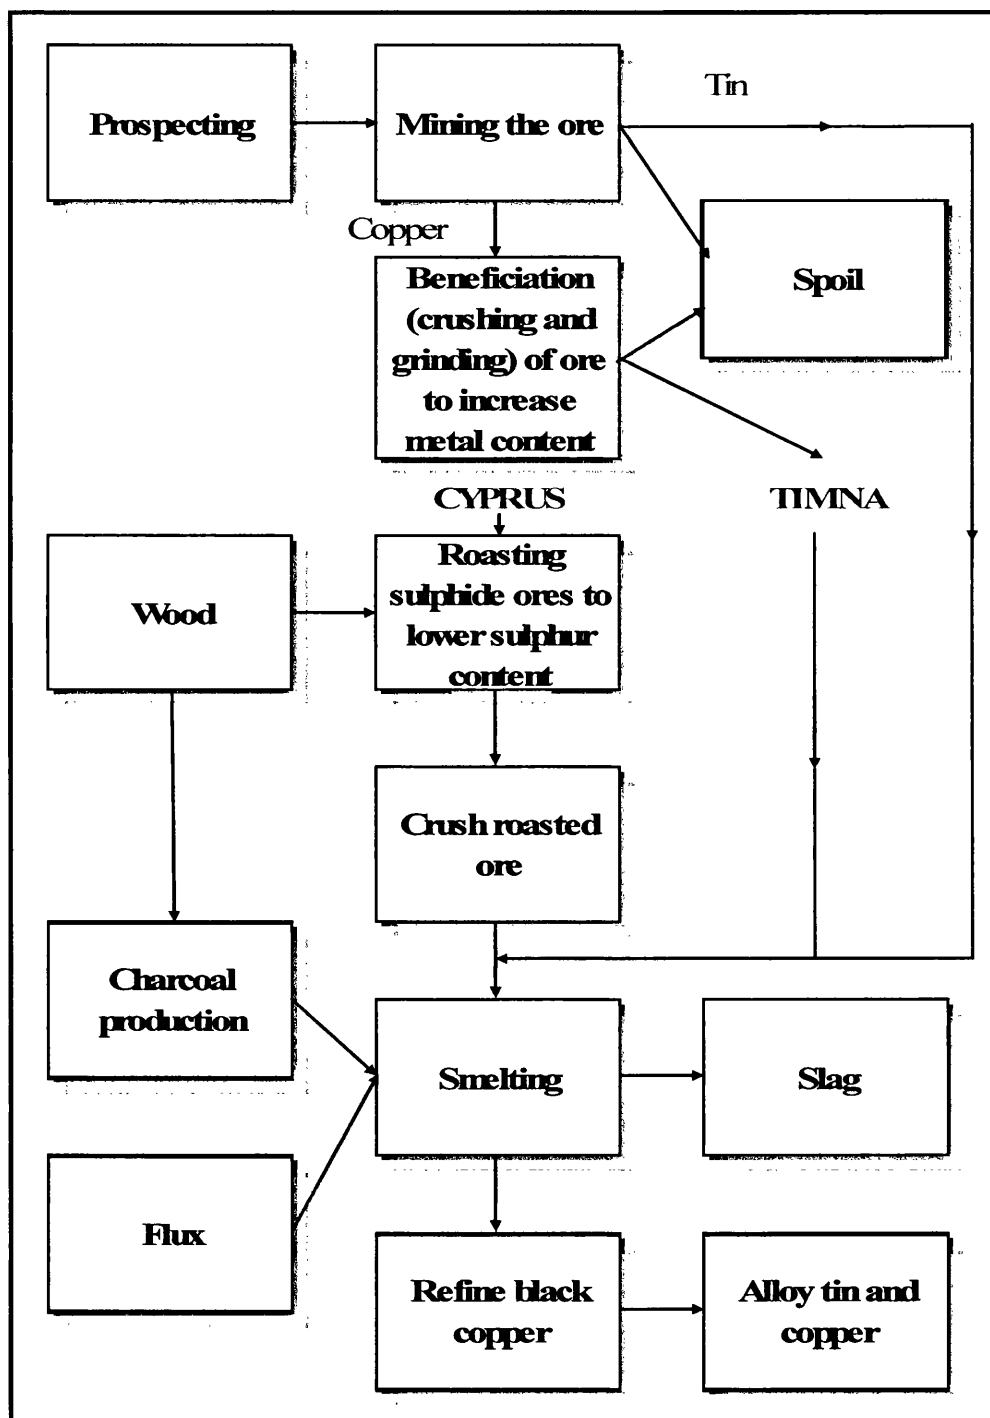 Prospecting
Mining the ore
Tin
Copper
Spoil
Beneficiation
(crushing and
grinding) of ore
to increase
metal content
CYPRUS
TIMNA
Wood
Roasting
sulphide ores to
lower sulphur
content
Crush roasted
ore
Charcoal
production
Smelting
Slag
Flux
Refine black
copper
Alloy tin and
copper